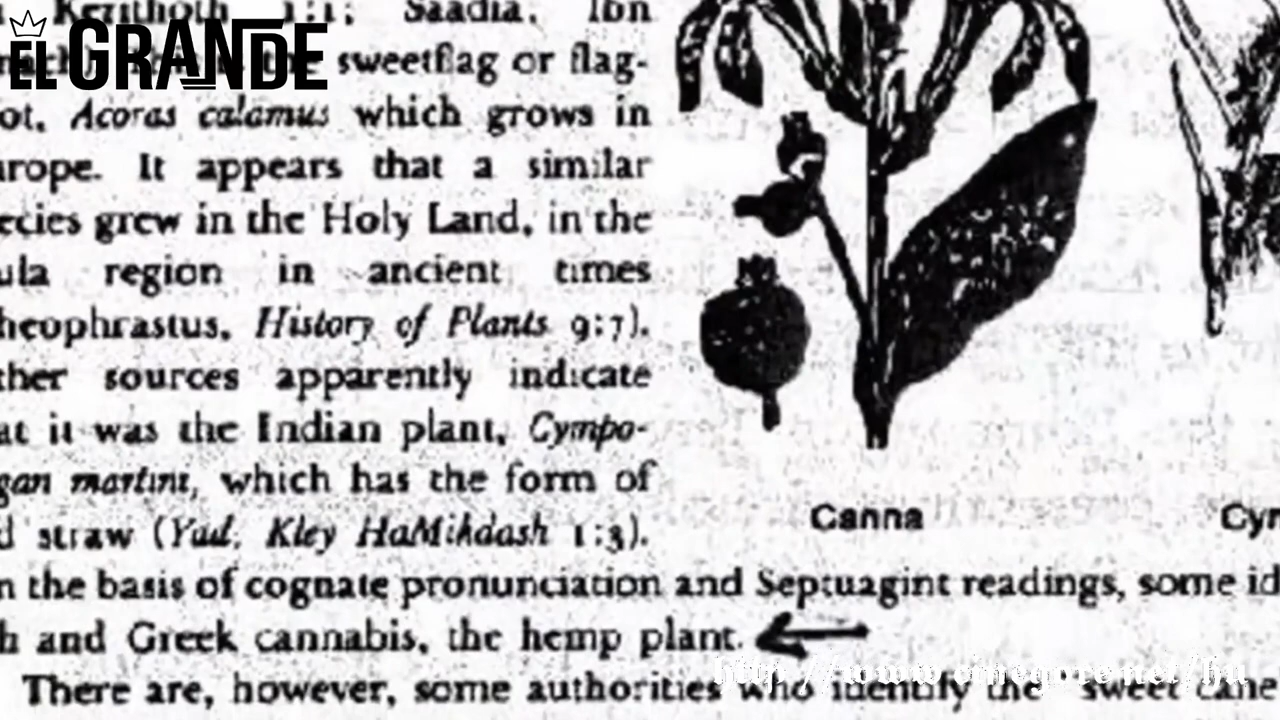 Kerithoth 1:1; Saadia, Ibn
EL GRANDE
the sweetflag or flag-
ot, Acoras calamus which grows in
urope. It appears that a similar
ecies grew in the Holy Land, in the
ula region in ancient times
heophrastus, History of Plants 9:7).
ther sources apparently indicate
at it was the Indian plant, Cympo-
gan martini, which has the form of
d straw (Yad, Kley HaMikdash 1:3).
Canna
Cyr
n the basis of cognate pronunciation and Septuagint readings, some id
h and Greek cannabis, the hemp plant.
There are, however, some authorities who identify the "sweet cane